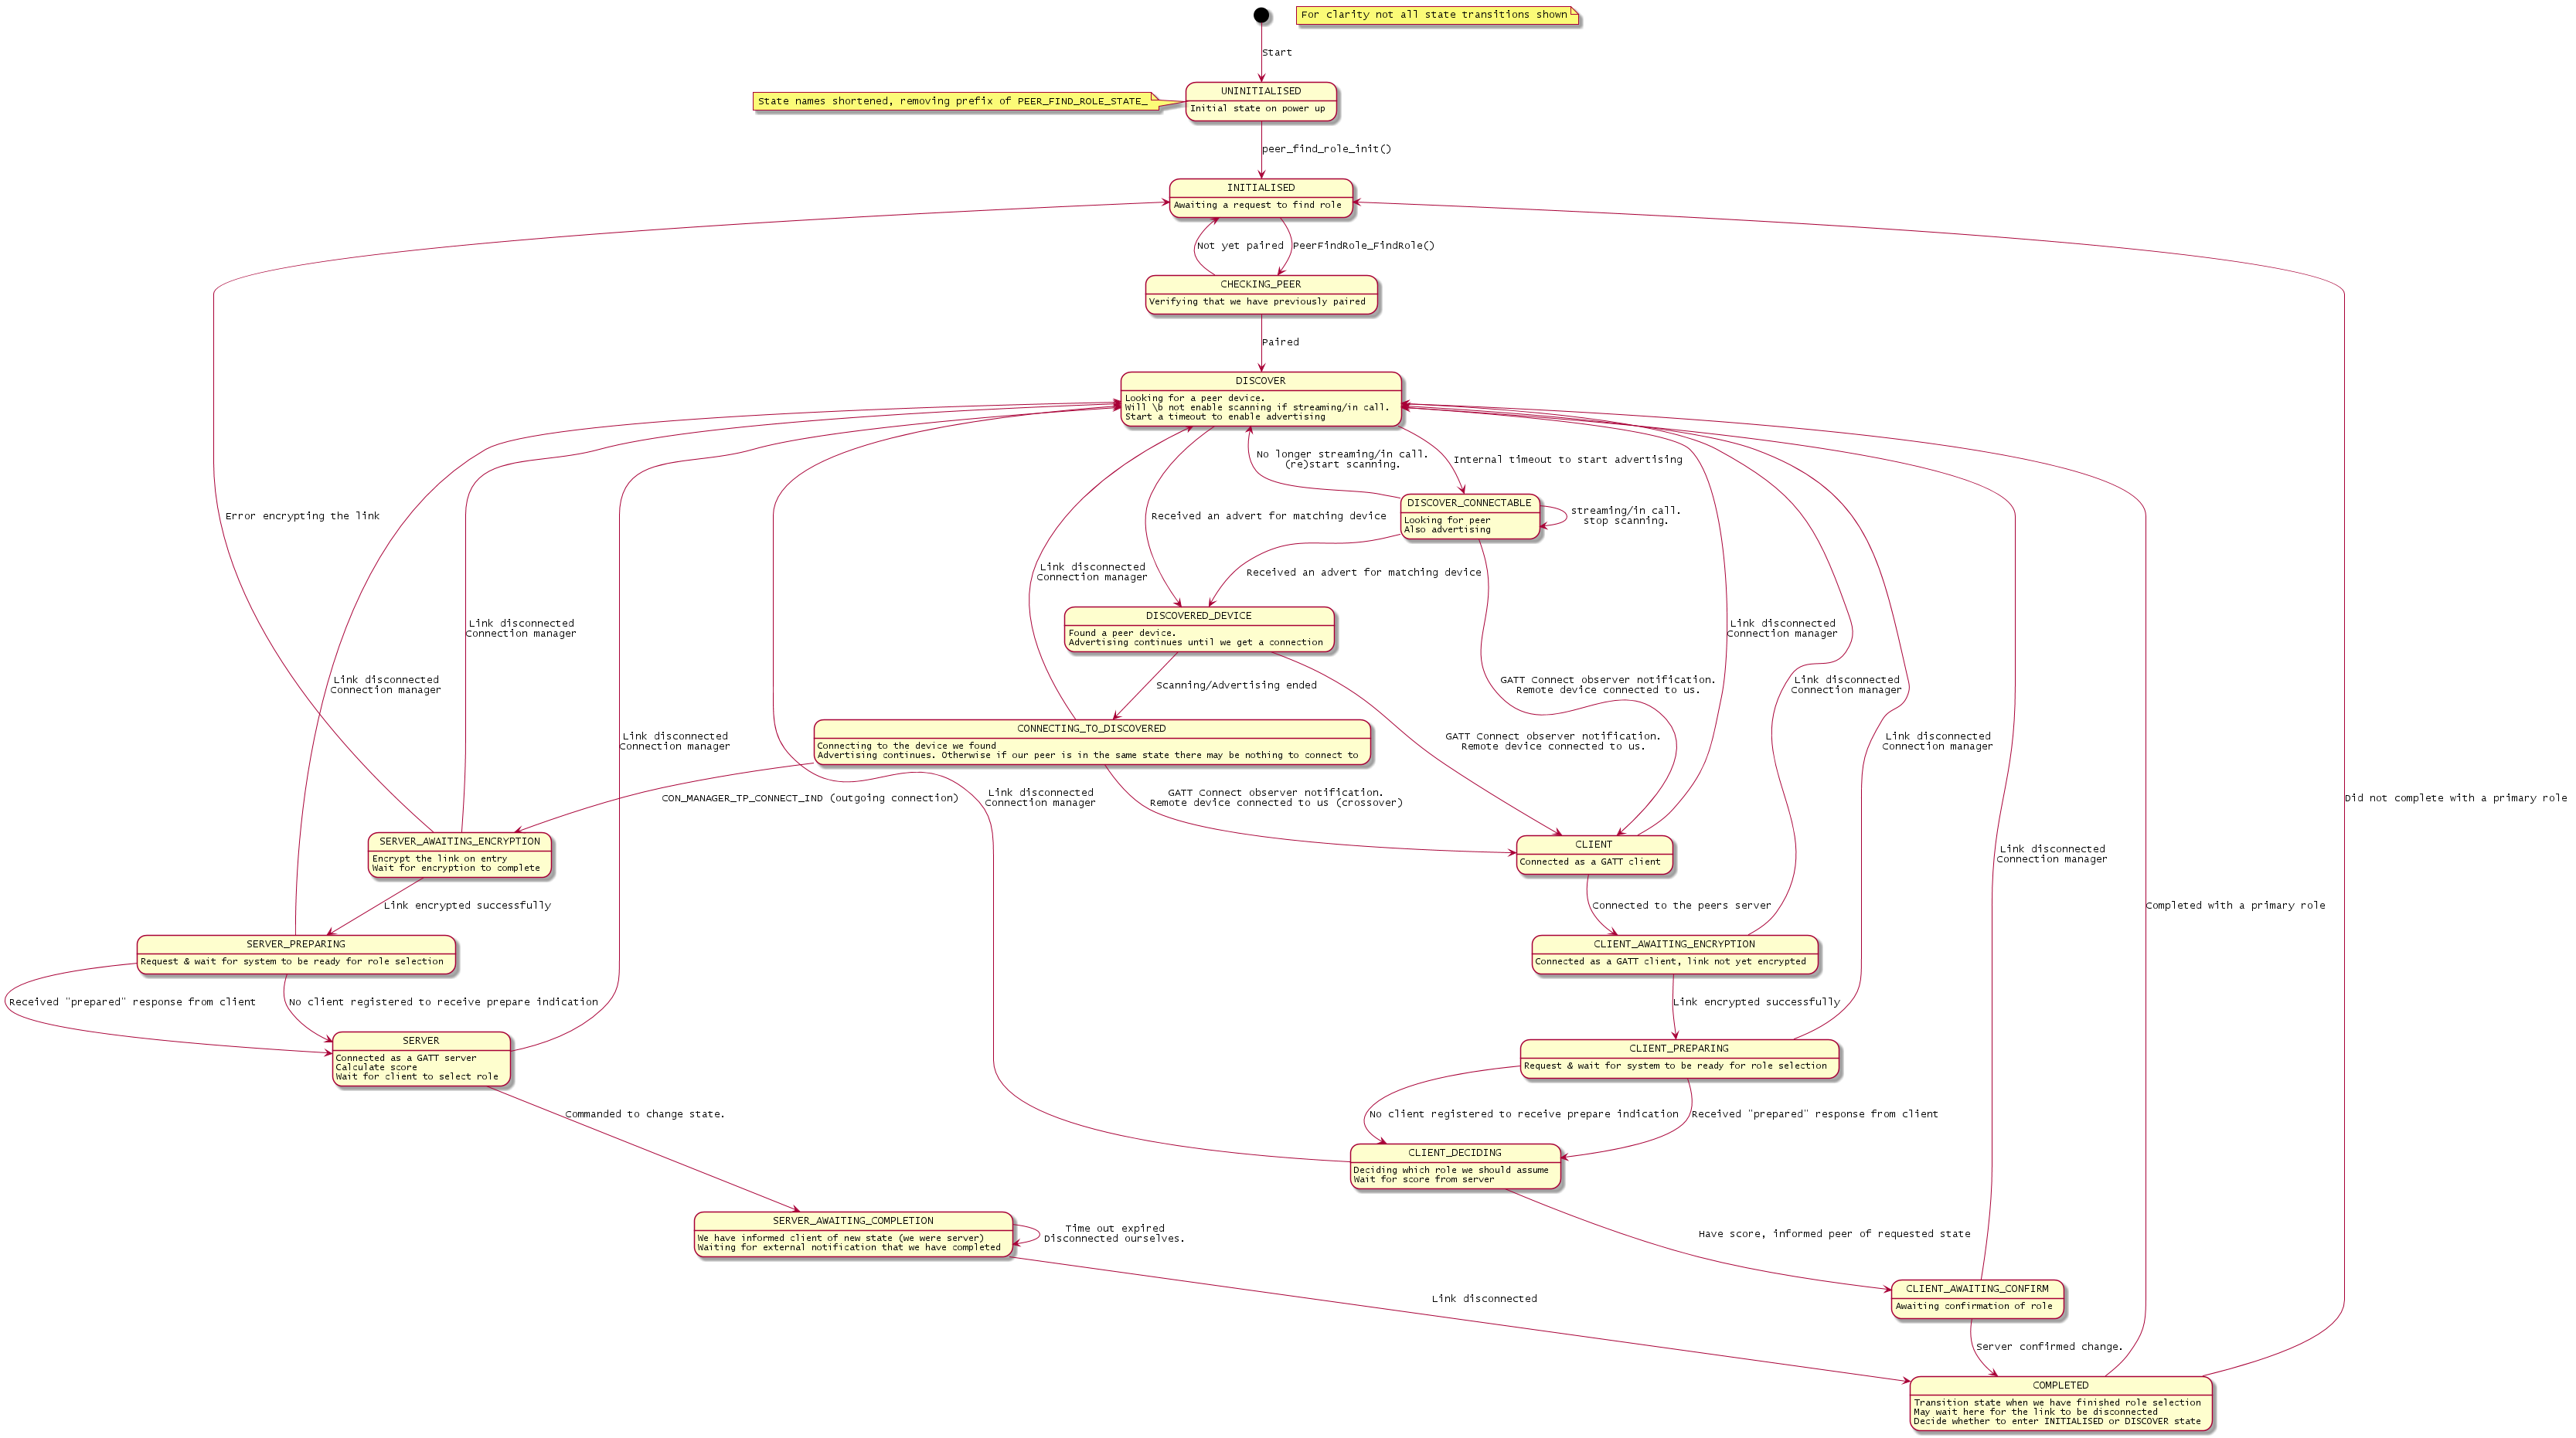 For clarity not all state transitions shown
Start
State names shortened, removing prefix of PEER_FIND_ROLE_STATE_
UNINITIALISED
Initial state on power up
peer_find_role_init()
INITIALISED
Awaiting a request to find role
Not yet paired
PeerFindRole_FindRole()
CHECKING_PEER
Verifying that we have previously paired
Paired
DISCOVER
Looking for a peer device.
Will \b not enable scanning if streaming/in call.
Start a timeout to enable advertising
No longer streaming/in call.
(re)start scanning.
Internal timeout to start advertising
Error encrypting the link
Received an advert for matching device
DISCOVER_CONNECTABLE
Looking for peer
Also advertising
streaming/in call.
stop scanning.
Link disconnected
Connection manager
Received an advert for matching device
Link disconnected
Connection manager
DISCOVERED_DEVICE
Found a peer device.
Advertising continues until we get a connection
Link disconnected
Connection manager
Link disconnected
Connection manager
Scanning/Advertising ended
GATT Connect observer notification.
Remote device connected to us.
Link disconnected
Connection manager
Link disconnected
Connection manager
CONNECTING_TO_DISCOVERED
Connecting to the device we found
Advertising continues. Otherwise if our peer is in the same state there may be nothing to connect to
GATT Connect observer notification.
Remote device connected to us.
Link disconnected
Connection manager
CON_MANAGER_TP_CONNECT_IND (outgoing connection)
Link disconnected
Connection manager
GATT Connect observer notification.
Remote device connected to us (crossover)
Did not complete with a primary role
SERVER_AWAITING_ENCRYPTION
Encrypt the link on entry
Wait for encryption to complete
CLIENT
Connected as a GATT client
Link disconnected
Connection manager
Link encrypted successfully
Connected to the peers server
Completed with a primary role
SERVER_PREPARING
Request & wait for system to be ready for role selection
CLIENT_AWAITING_ENCRYPTION
Connected as a GATT client, link not yet encrypted
Received "prepared" response from client
No client registered to receive prepare indication
Link encrypted successfully
SERVER
Connected as a GATT server
Calculate score
Wait for client to select role
CLIENT_PREPARING
Request & wait for system to be ready for role selection
Commanded to change state.
No client registered to receive prepare indication
Received "prepared" response from client
CLIENT_DECIDING
Deciding which role we should assume
Wait for score from server
SERVER_AWAITING_COMPLETION
We have informed client of new state (we were server)
Waiting for external notification that we have completed
Time out expired
Disconnected ourselves.
Have score, informed peer of requested state
Link disconnected
CLIENT_AWAITING_CONFIRM
Awaiting confirmation of role
Server confirmed change.
COMPLETED
Transition state when we have finished role selection
May wait here for the link to be disconnected
Decide whether to enter INITIALISED or DISCOVER state